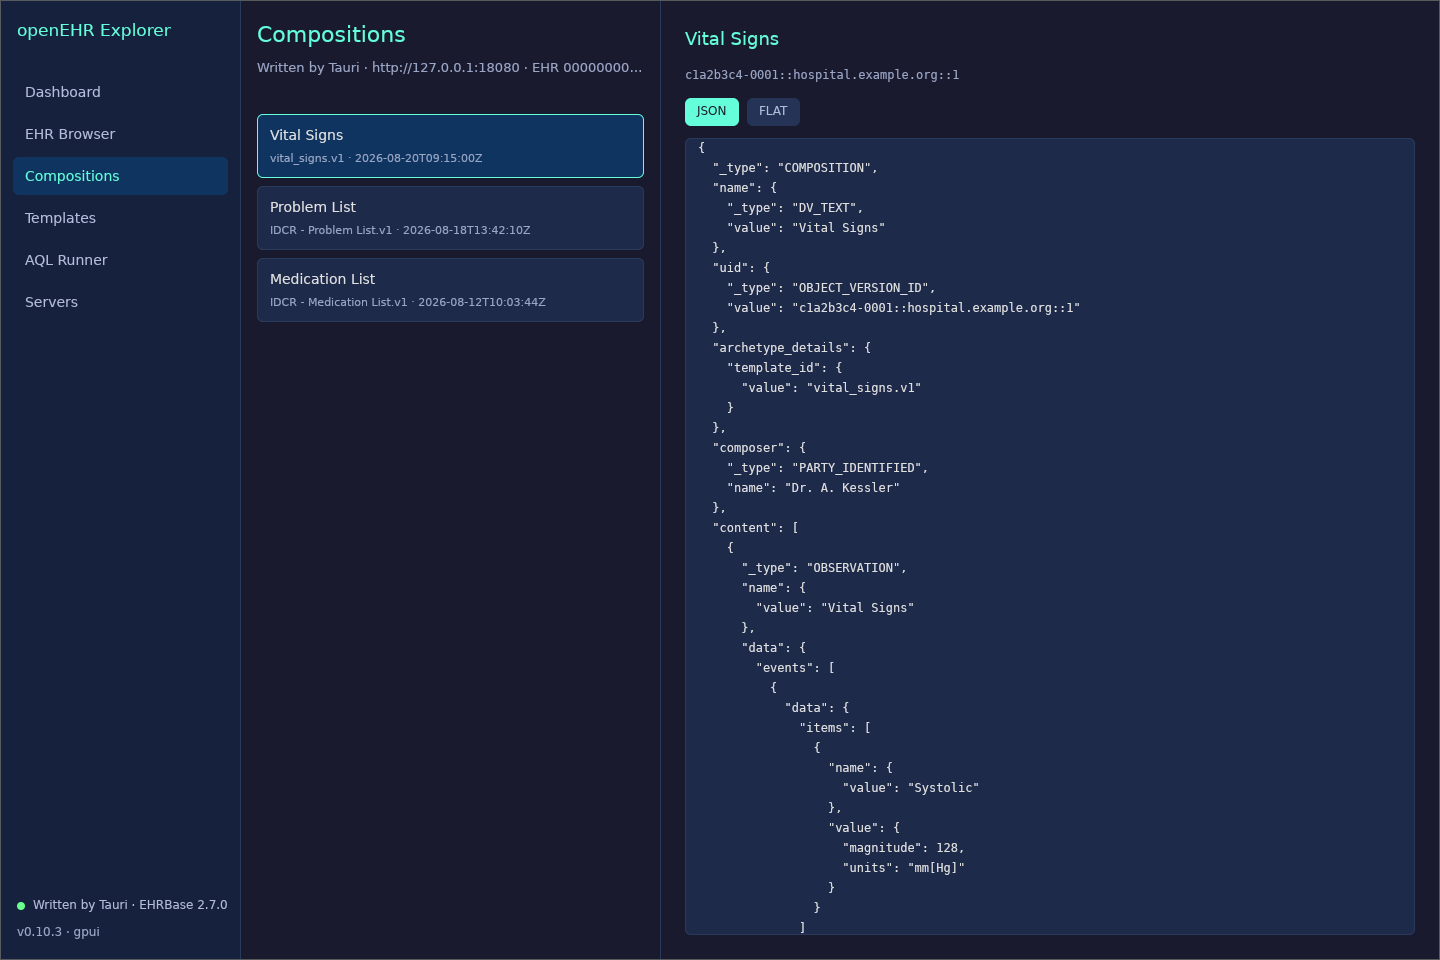 openEHR Explorer
Dashboard
EHR Browser
Compositions
Templates
AQL Runner
Servers
Written by Tauri · EHRBase 2.7.0
v0.10.3 · gpui
Compositions
Written by Tauri · http://127.0.0.1:18080 · EHR 00000000...
Vital Signs
vital_signs.v1 · 2026-08-20T09:15:00Z
Problem List
IDCR - Problem List.v1 · 2026-08-18T13:42:10Z
Medication List
IDCR - Medication List.v1 · 2026-08-12T10:03:44Z
Vital Signs
c1a2b3c4-0001::hospital.example.org::1
JSON FLAT
{
  "_type": "COMPOSITION",
  "name": {
    "_type": "DV_TEXT",
    "value": "Vital Signs"
  },
  "uid": {
    "_type": "OBJECT_VERSION_ID",
    "value": "c1a2b3c4-0001::hospital.example.org::1"
  },
  "archetype_details": {
    "template_id": {
      "value": "vital_signs.v1"
    }
  },
  "composer": {
    "_type": "PARTY_IDENTIFIED",
    "name": "Dr. A. Kessler"
  },
  "content": [
    {
      "_type": "OBSERVATION",
      "name": {
        "value": "Vital Signs"
      },
      "data": {
        "events": [
          {
            "data": {
              "items": [
                {
                  "name": {
                    "value": "Systolic"
                  },
                  "value": {
                    "magnitude": 128,
                    "units": "mm[Hg]"
                  }
                }
              ]